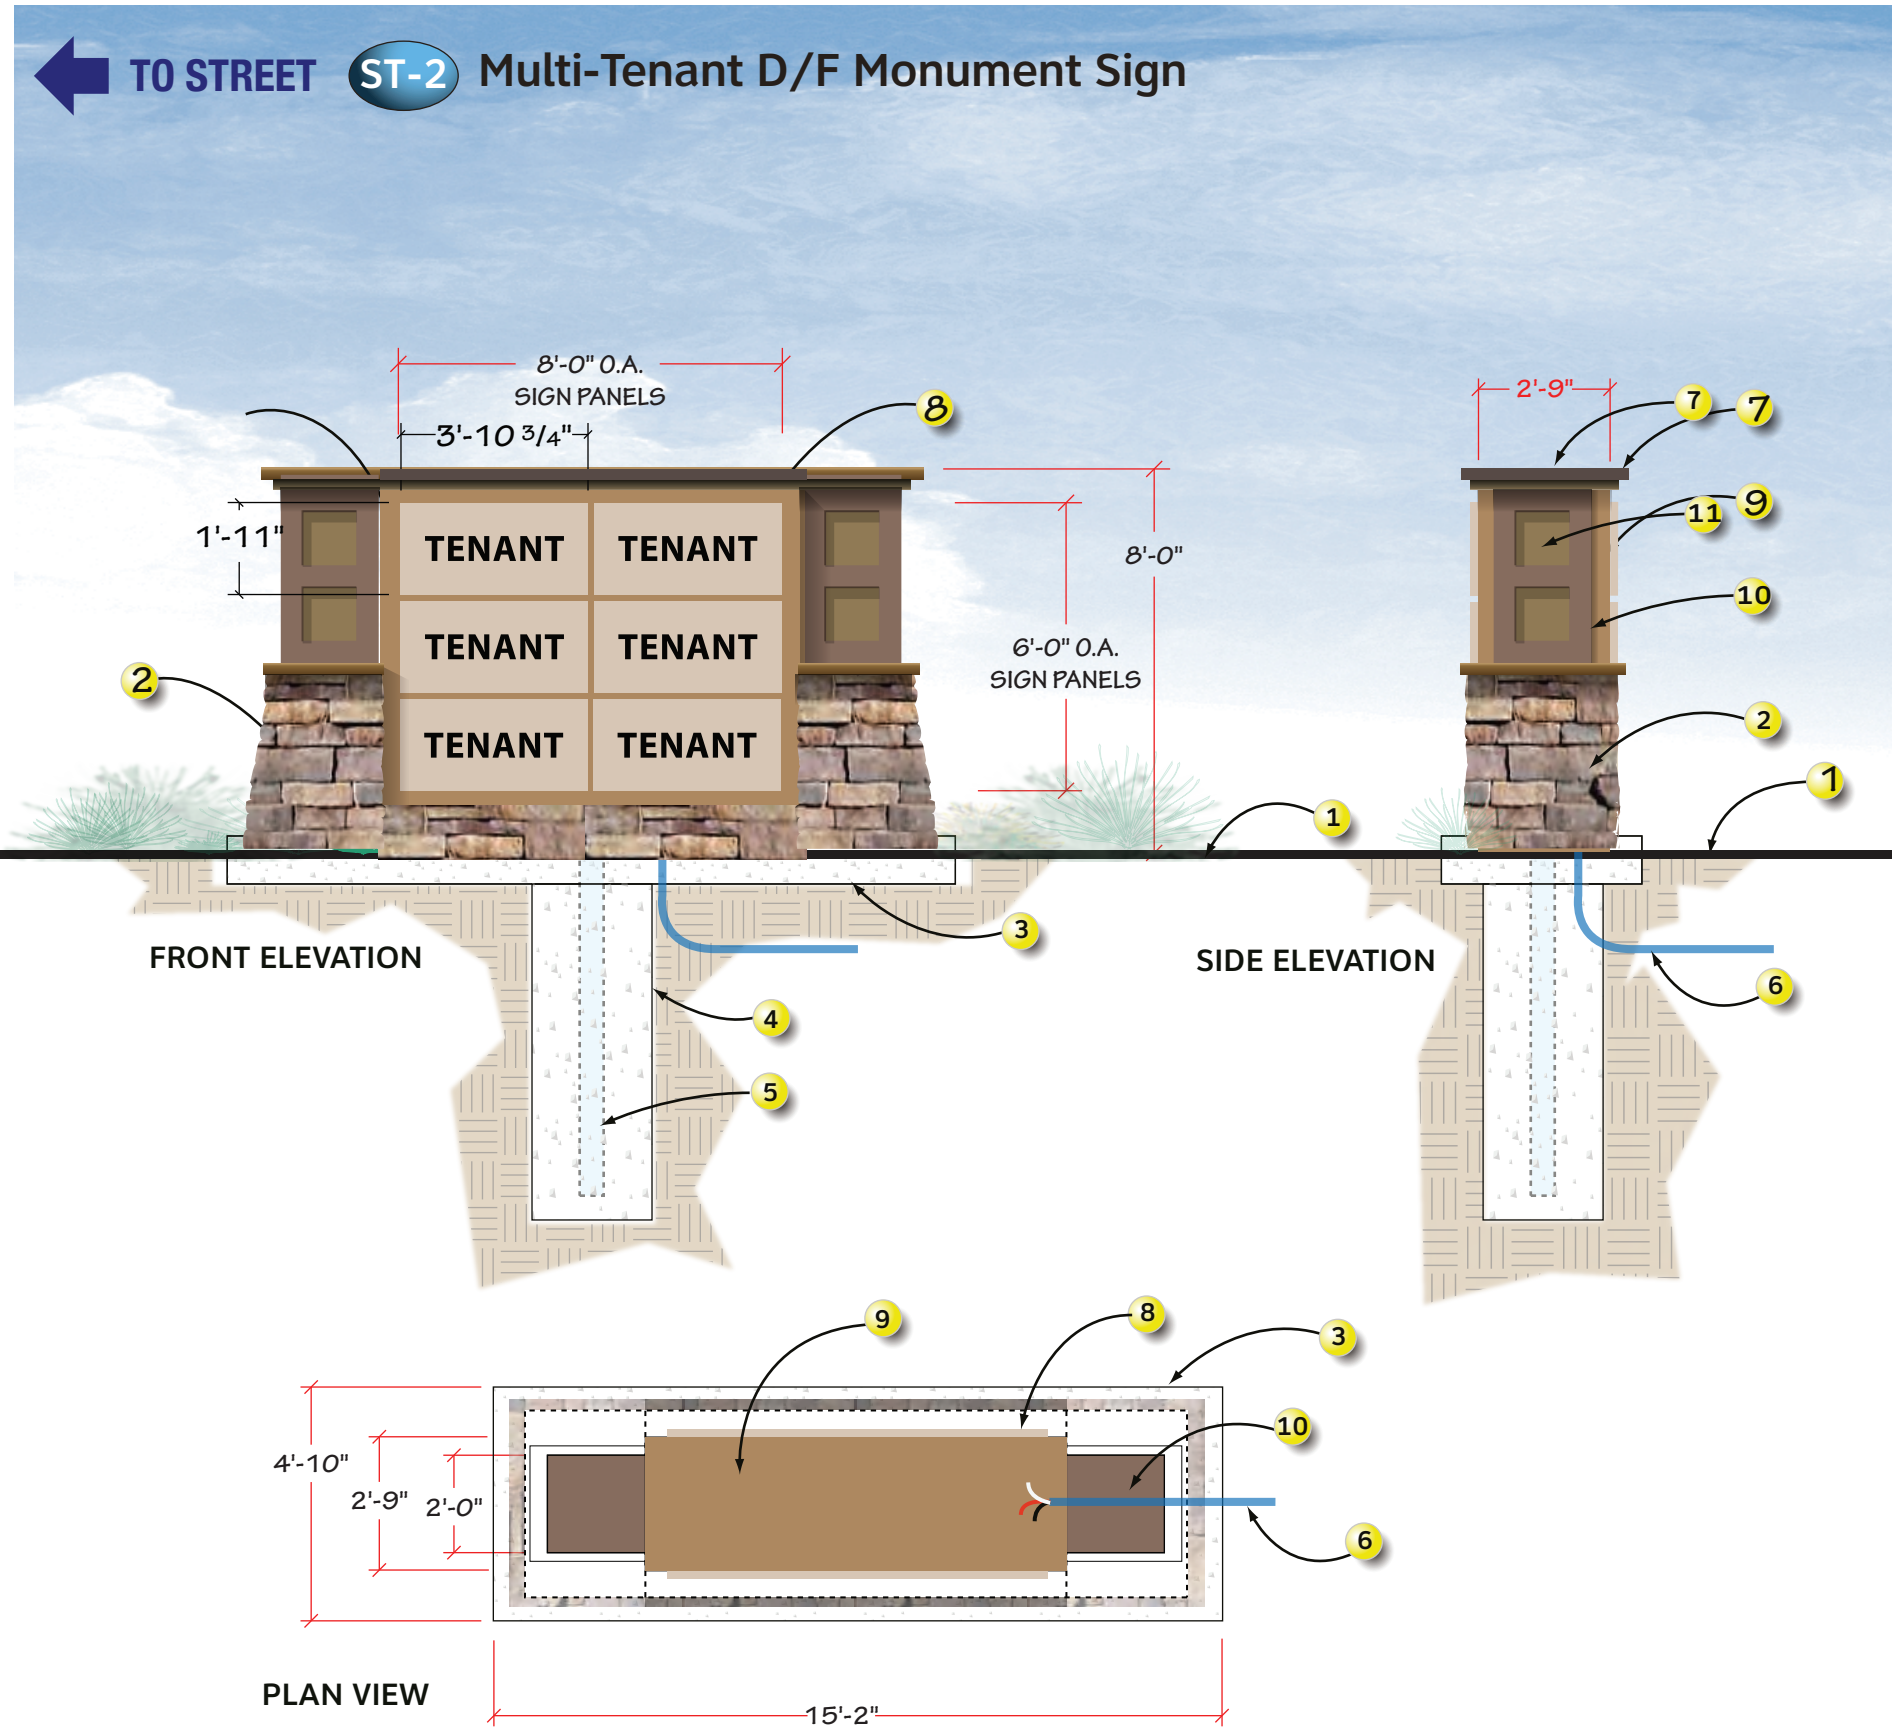 TO STREET ST-2 Multi-Tenant D/F Monument Sign
8'-0" O.A.
SIGN PANELS
3'-10 3/4"
8
2'-9"
7
7
1'-11"
TENANT TENANT
8'-0"
11
9
10
TENANT TENANT
6'-0" O.A.
SIGN PANELS
2
2
TENANT TENANT
1
1
3
FRONT ELEVATION
SIDE ELEVATION
6
4
5
9
8
3
10
4'-10"
2'-9"
2'-0"
6
PLAN VIEW
15'-2"